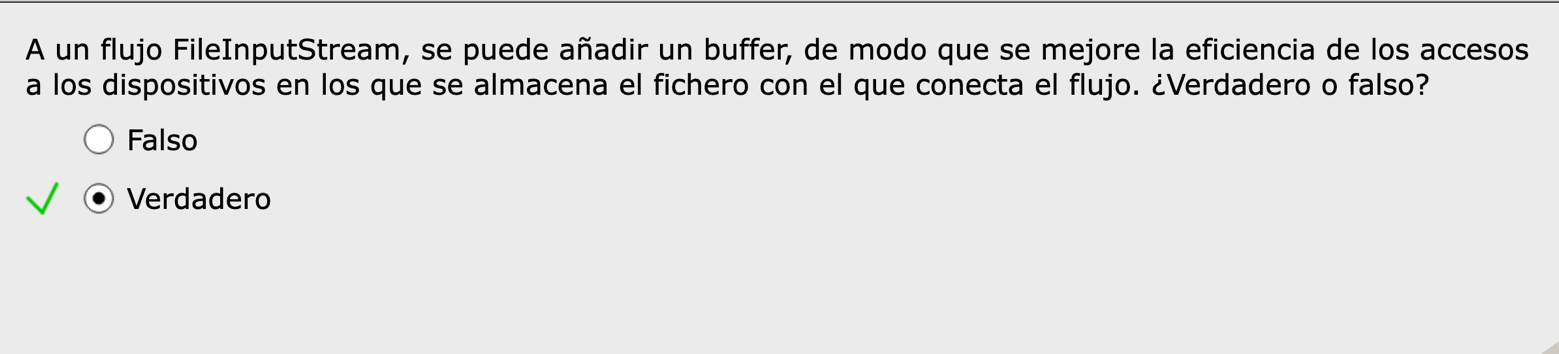 A un flujo FileInputStream, se puede añadir un buffer, de modo que se mejore la eficiencia de los accesos
a los dispositivos en los que se almacena el fichero con el que conecta el flujo. ¿Verdadero o falso?
Falso
Verdadero